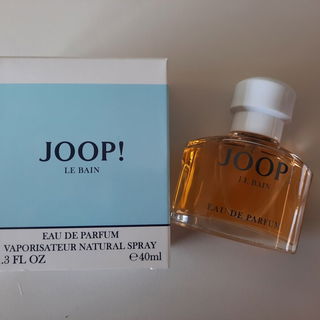 JOOP!
LE BAIN
EAU DE PARFUM
VAPORISATEUR NATURAL SPRAY
.3 FL OZ
℮40ml
JOOP
LE BAIN
EAU DE PARFUM